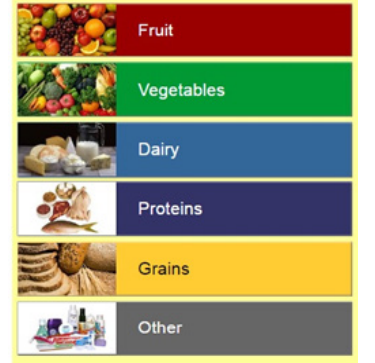 Fruit
Vegetables
Dairy
Proteins
Grains
Other